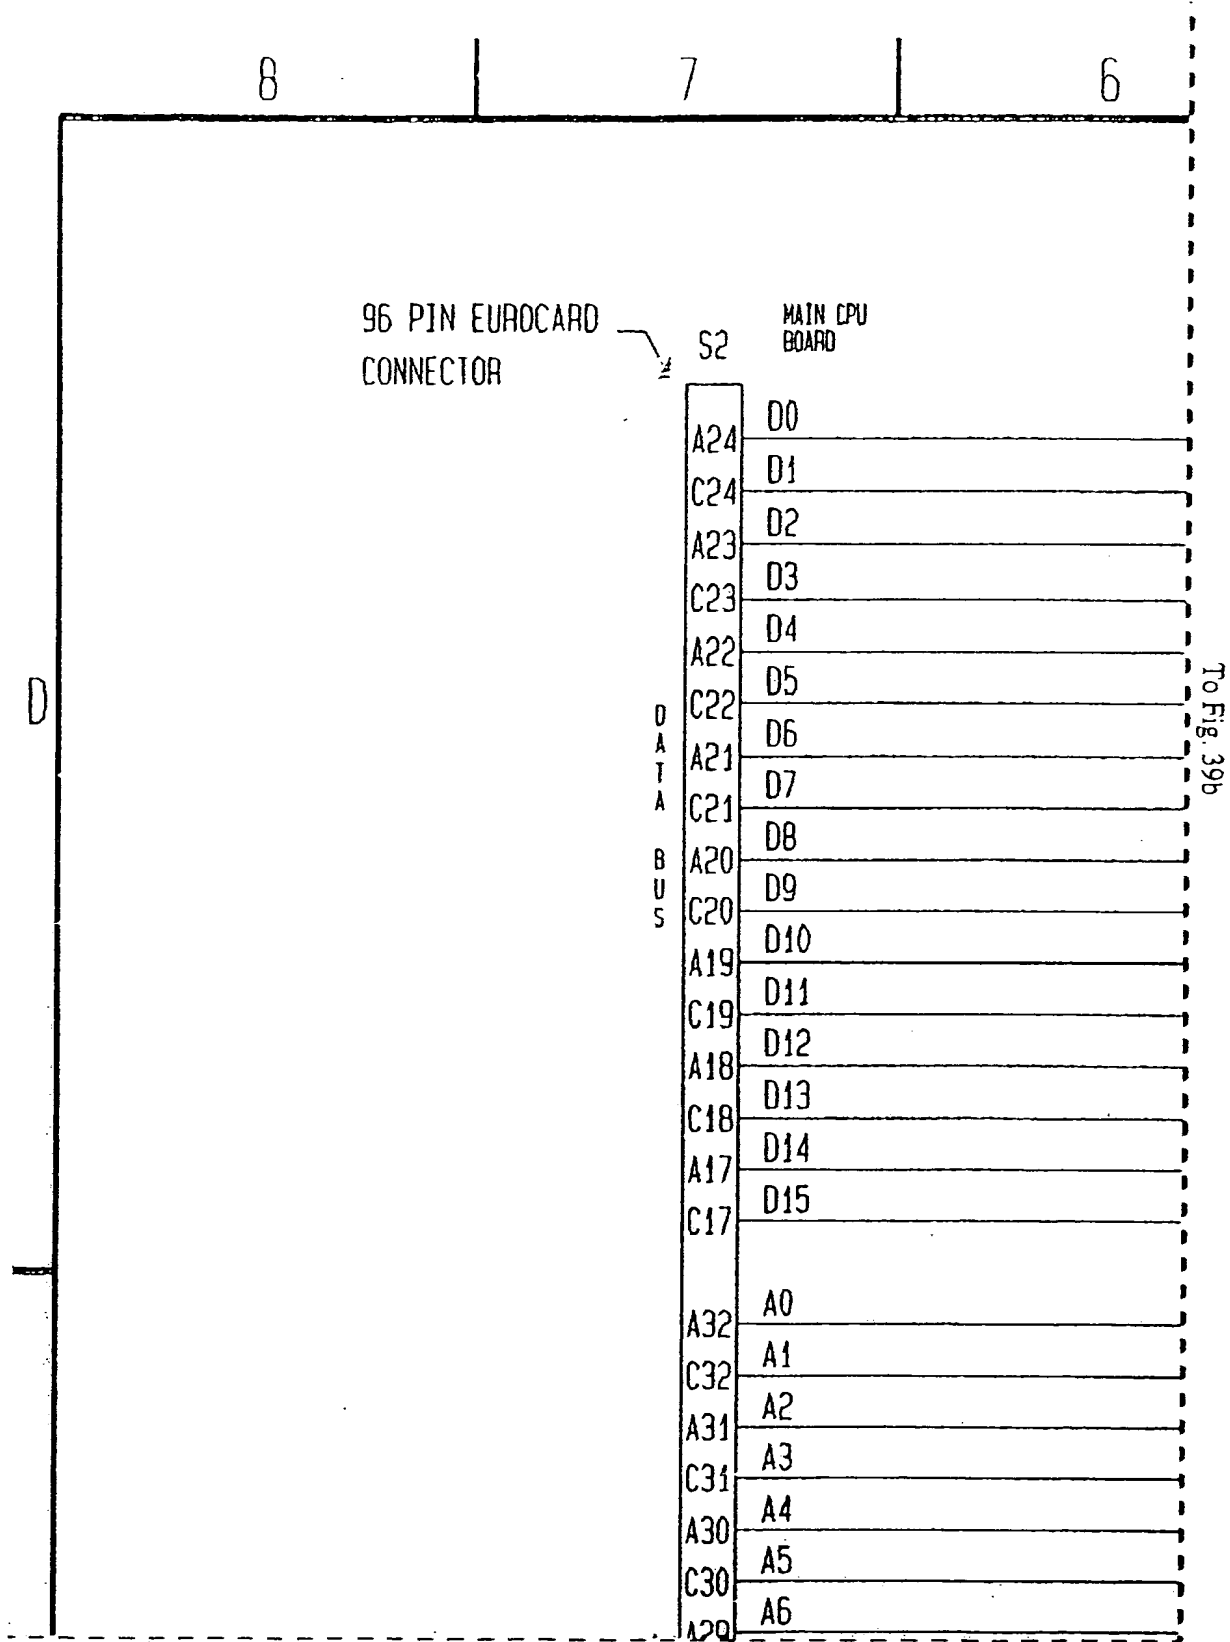 8 7 6
96 PIN EUROCARD
CONNECTOR
S2
MAIN CPU
BOARD
A24 D0
C24 D1
A23 D2
C23 D3
A22 D4
C22 D5
A21 D6
C21 D7
A20 D8
C20 D9
A19 D10
C19 D11
A18 D12
C18 D13
A17 D14
C17 D15
A32 A0
C32 A1
A31 A2
C31 A3
A30 A4
C30 A5
A29 A6
DATA BUS
D
To Fig. 39b